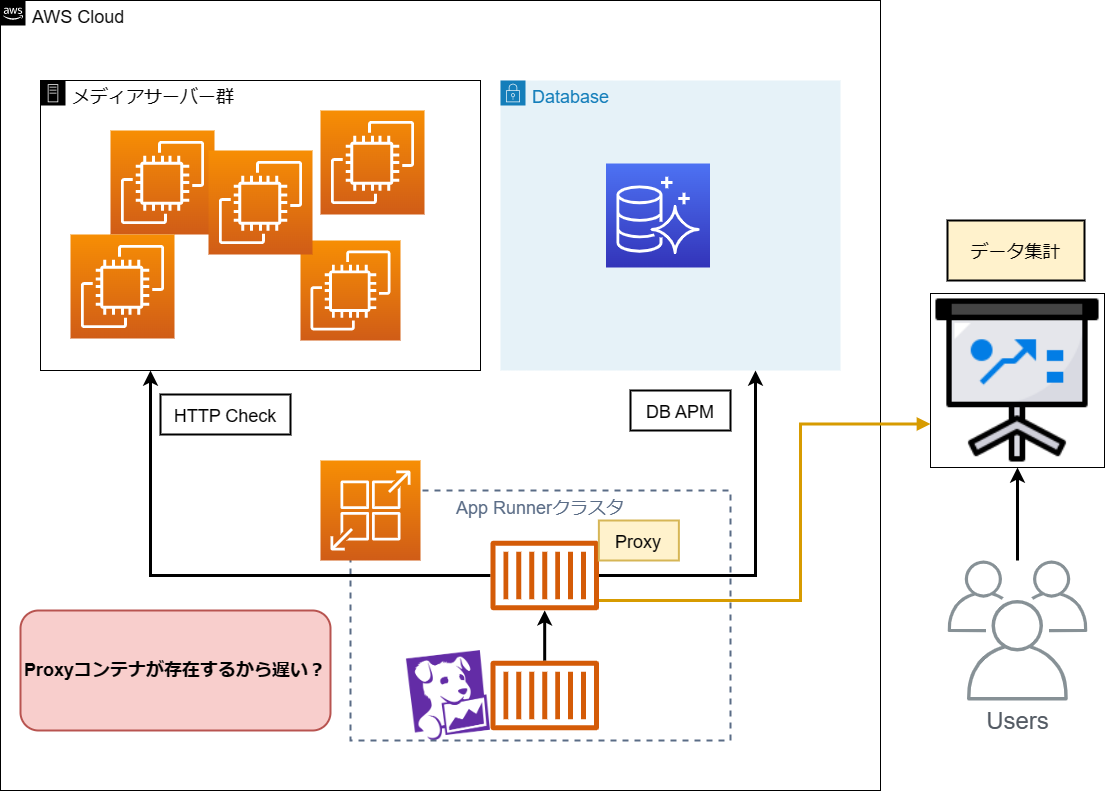 aws
AWS Cloud
メディアサーバー群
Database
データ集計
HTTP Check
DB APM
App Runnerクラスタ
Proxy
Proxyコンテナが存在するから遅い？
Users